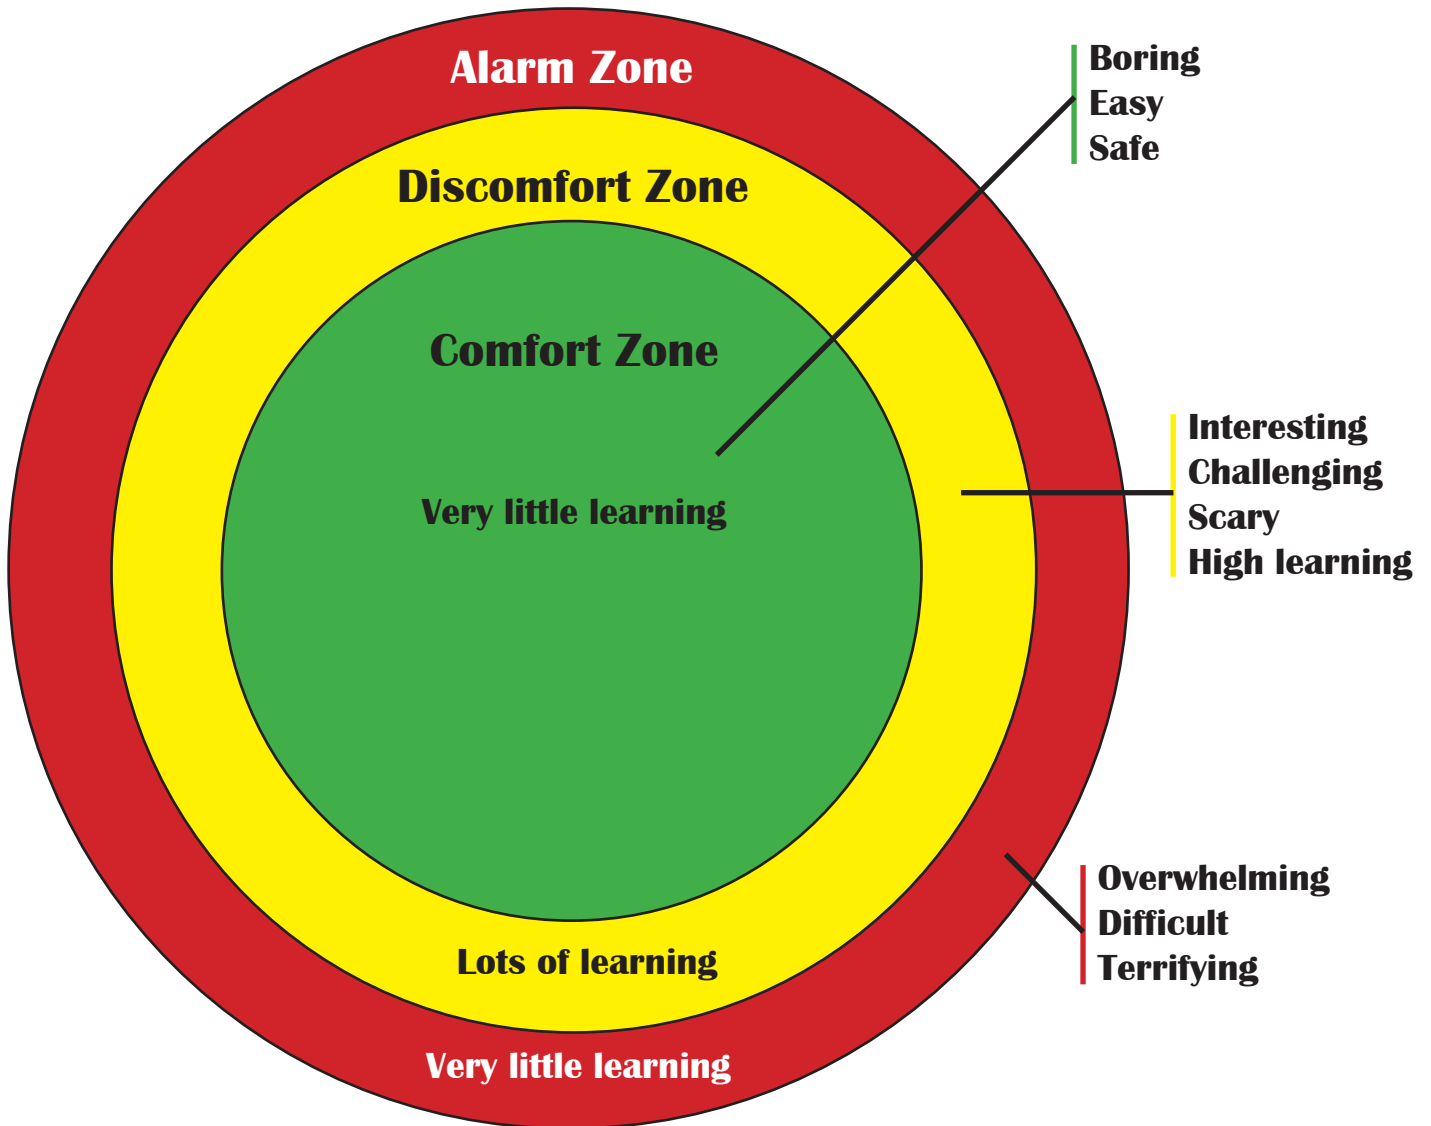 Alarm Zone
Discomfort Zone
Comfort Zone
Very little learning
Lots of learning
Very little learning
Boring
Easy
Safe
Interesting
Challenging
Scary
High learning
Overwhelming
Difficult
Terrifying